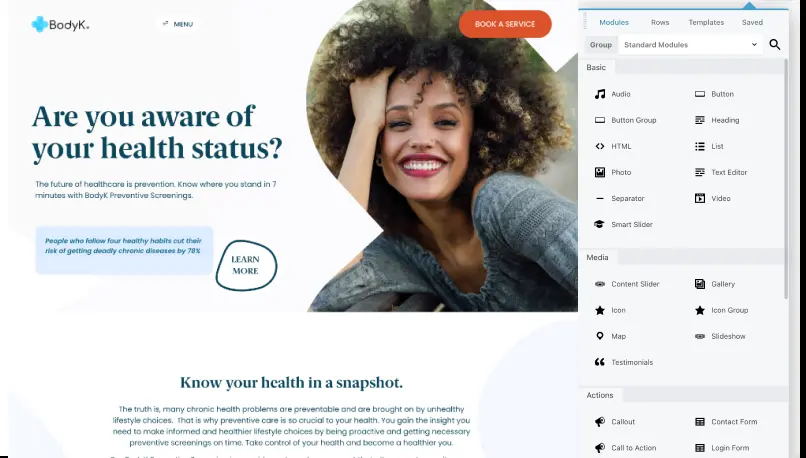 BodyK
MENU
BOOK A SERVICE
Are you aware of
your health status?
The future of healthcare is prevention. Know where you stand in 7
minutes with BodyK Preventive Screenings.
People who follow four healthy habits cut their
risk of getting deadly chronic diseases by 78%
LEARN
MORE
Know your health in a snapshot.
The truth is, many chronic health problems are preventable and are brought on by unhealthy
lifestyle choices. That is why preventive care is so crucial to your health. You gain the insight you
need to make informed and healthier lifestyle choices by being proactive and getting necessary
preventive screenings on time. Take control of your health and become a healthier you.
Modules Rows Templates Saved
Group Standard Modules
Basic
Audio Button
Button Group Heading
HTML List
Photo Text Editor
Separator Video
Smart Slider
Media
Content Slider Gallery
Icon Icon Group
Map Slideshow
Testimonials
Actions
Callout Contact Form
Call to Action Login Form